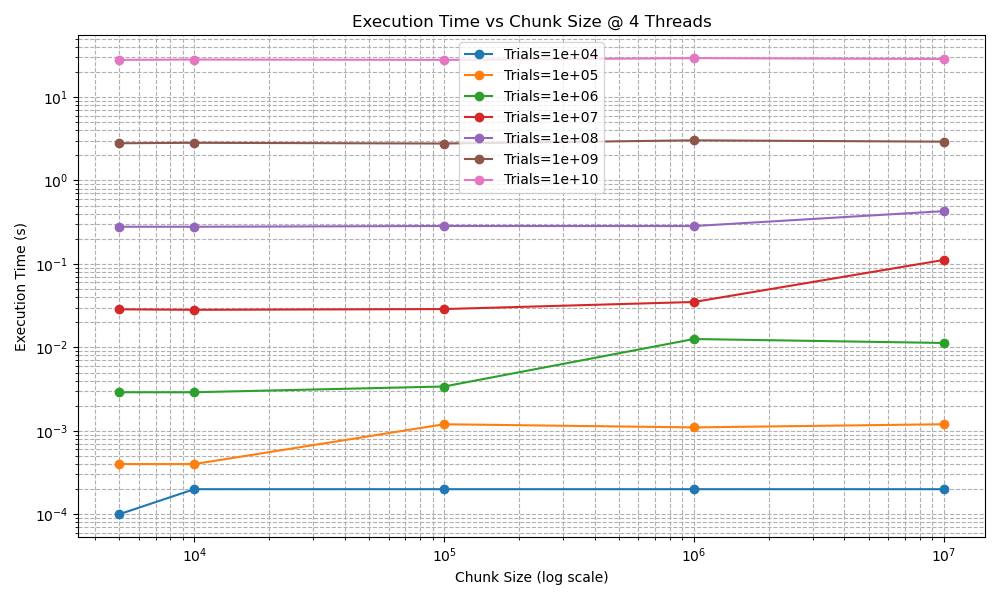 Execution Time vs Chunk Size @ 4 Threads
Execution Time (s)
10¹
10⁰
10⁻¹
10⁻²
10⁻³
10⁻⁴
Trials=1e+04
Trials=1e+05
Trials=1e+06
Trials=1e+07
Trials=1e+08
Trials=1e+09
Trials=1e+10
10⁴ 10⁵ 10⁶ 10⁷
Chunk Size (log scale)